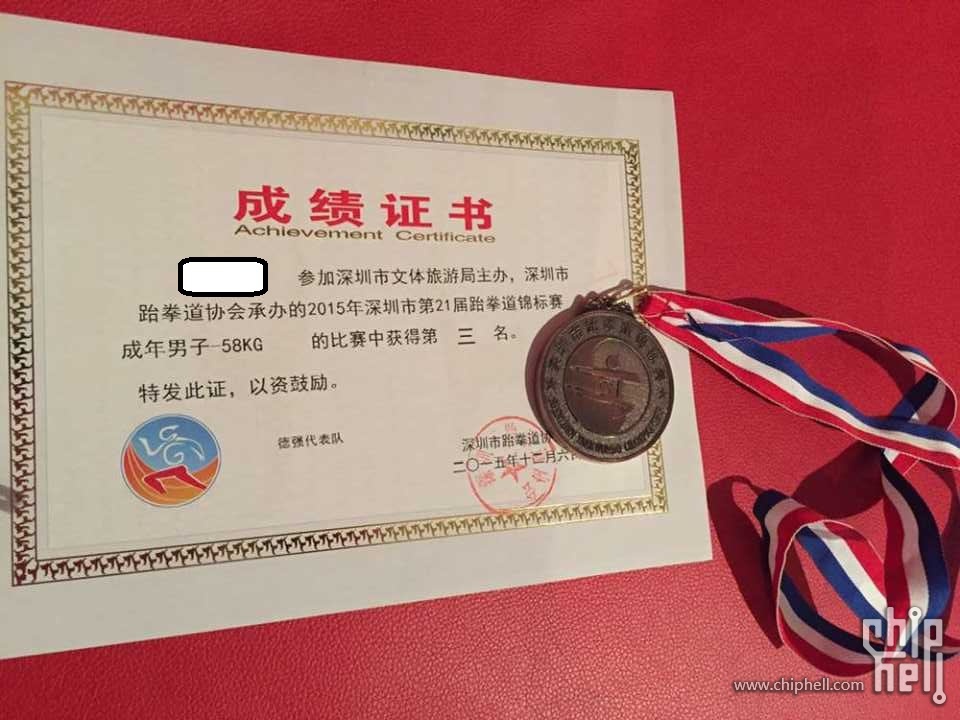 成绩证书
Achievement Certificate
参加深圳市文体旅游局主办,深圳市
跆拳道协会承办的2015年深圳市第21届跆拳道锦标赛
成年男子-58KG 的比赛中获得第 三 名。
特发此证,以资鼓励。
德强代表队
深圳市跆拳道协
二〇一五年十二月六
chip
hell
www.chiphell.com